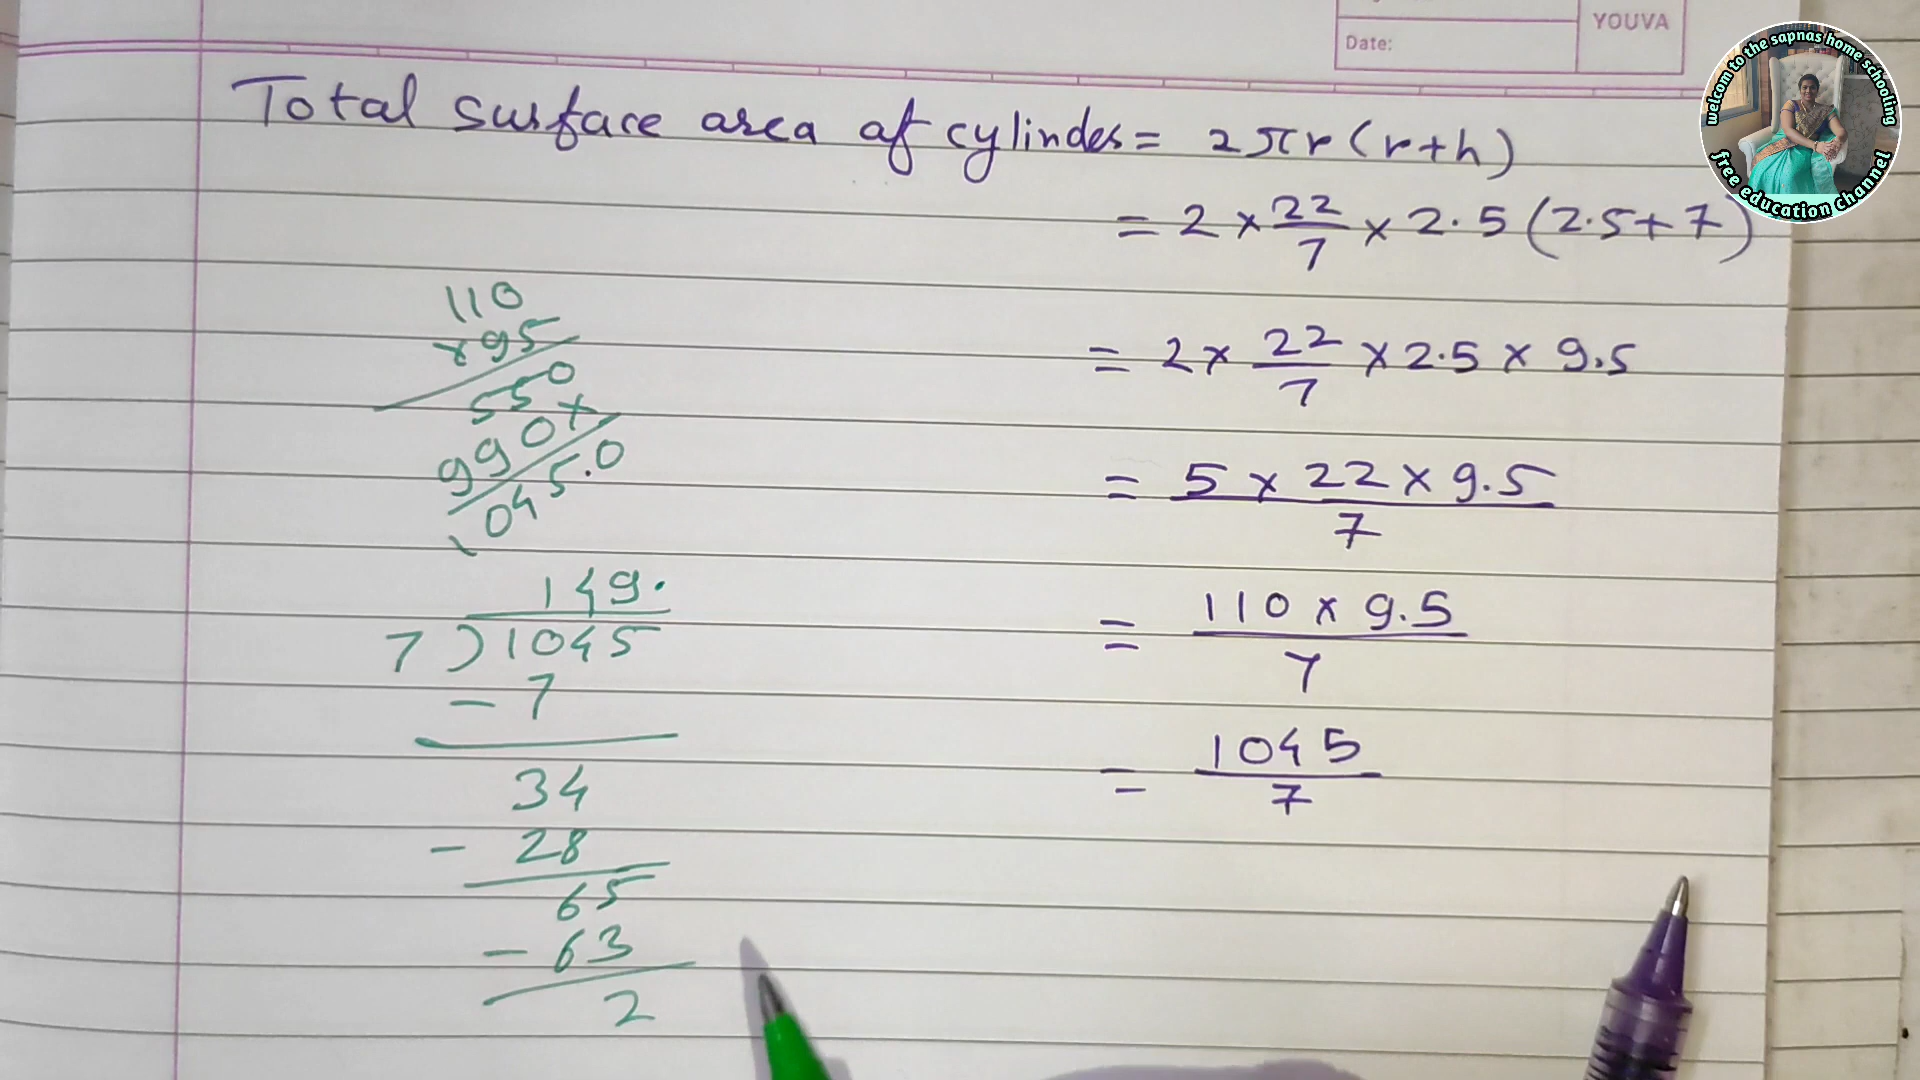 YOUVA
Date:
welcom to the sapnas home schooling
free education channel
Total surface area of cylinder = 2πr(r+h)
= 2 × 22/7 × 2.5 (2.5+7)
= 2 × 22/7 × 2.5 × 9.5
= 5 × 22 × 9.5 / 7
= 110 × 9.5 / 7
= 1045 / 7
110
×95
550
990×
1045.0
149.
7)1045
-7
34
-28
65
-63
2